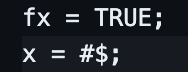 fx = TRUE;
x = #$;